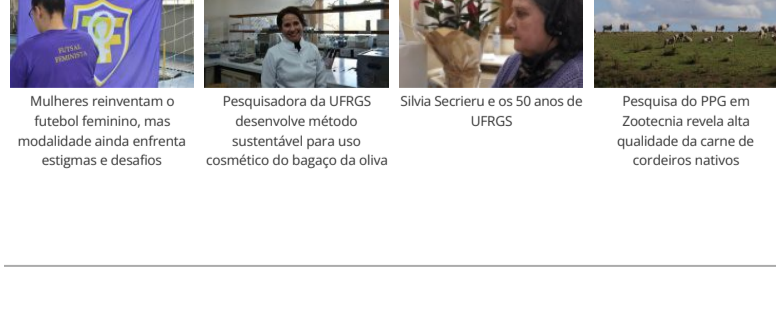 FUTSAL
FEMINISTA
Mulheres reinventam o
futebol feminino, mas
modalidade ainda enfrenta
estigmas e desafios
Pesquisadora da UFRGS
desenvolve método
sustentável para uso
cosmético do bagaço da oliva
Silvia Secrieru e os 50 anos de
UFRGS
Pesquisa do PPG em
Zootecnia revela alta
qualidade da carne de
cordeiros nativos